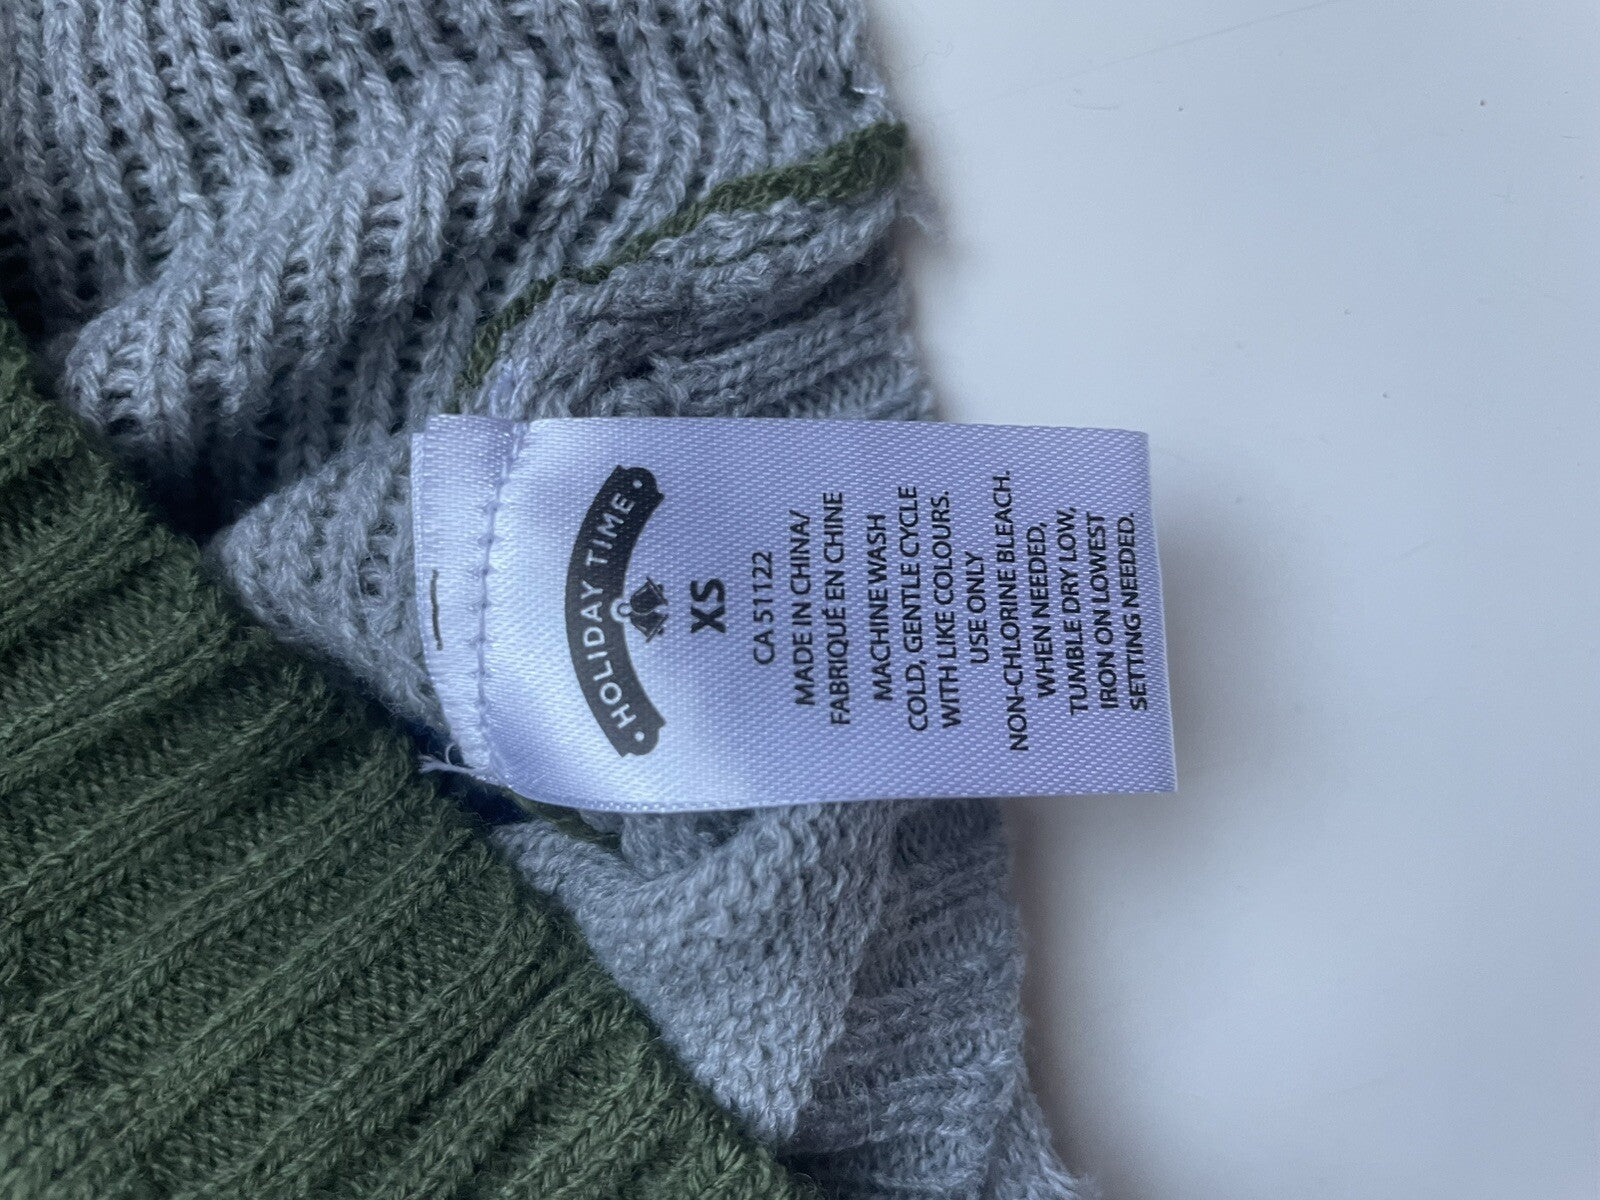 • HOLIDAY TIME •
XS
CA 51122
MADE IN CHINA/
FABRIQUÉ EN CHINE
MACHINE WASH
COLD, GENTLE CYCLE
WITH LIKE COLOURS.
USE ONLY
NON-CHLORINE BLEACH.
WHEN NEEDED,
TUMBLE DRY LOW,
IRON ON LOWEST
SETTING NEEDED.